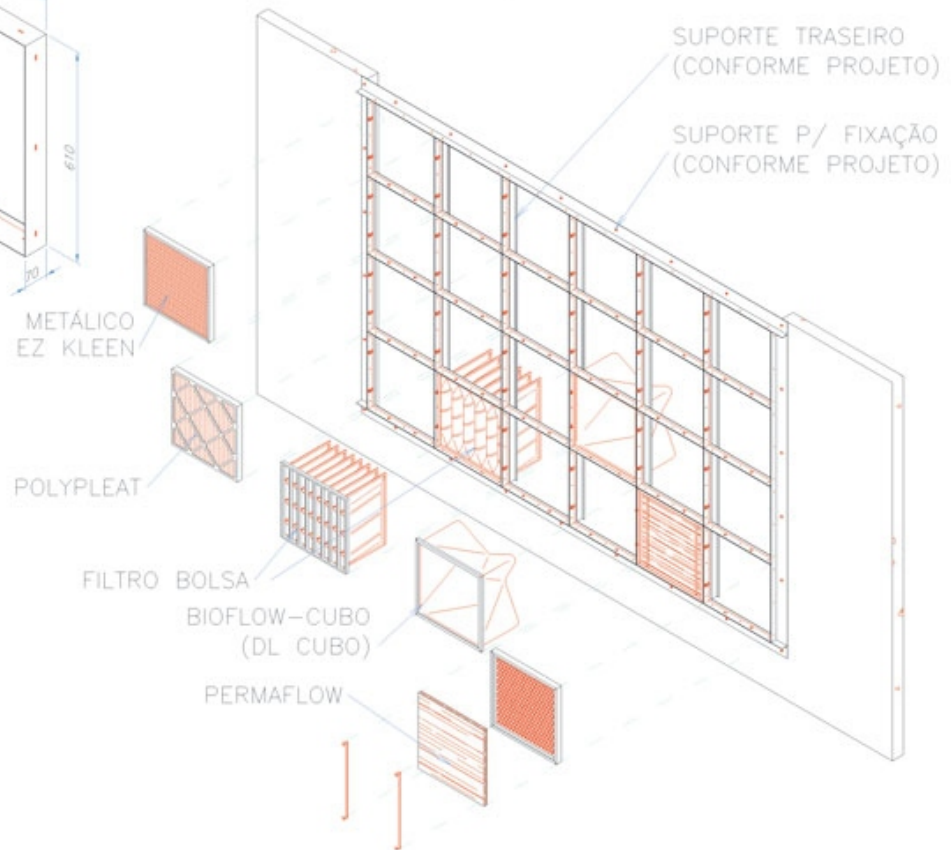 SUPORTE TRASEIRO
(CONFORME PROJETO)
SUPORTE P/ FIXAÇÃO
(CONFORME PROJETO)
610
70
METÁLICO
EZ KLEEN
POLYPLEAT
FILTRO BOLSA
BIOFLOW-CUBO
(DL CUBO)
PERMAFLOW